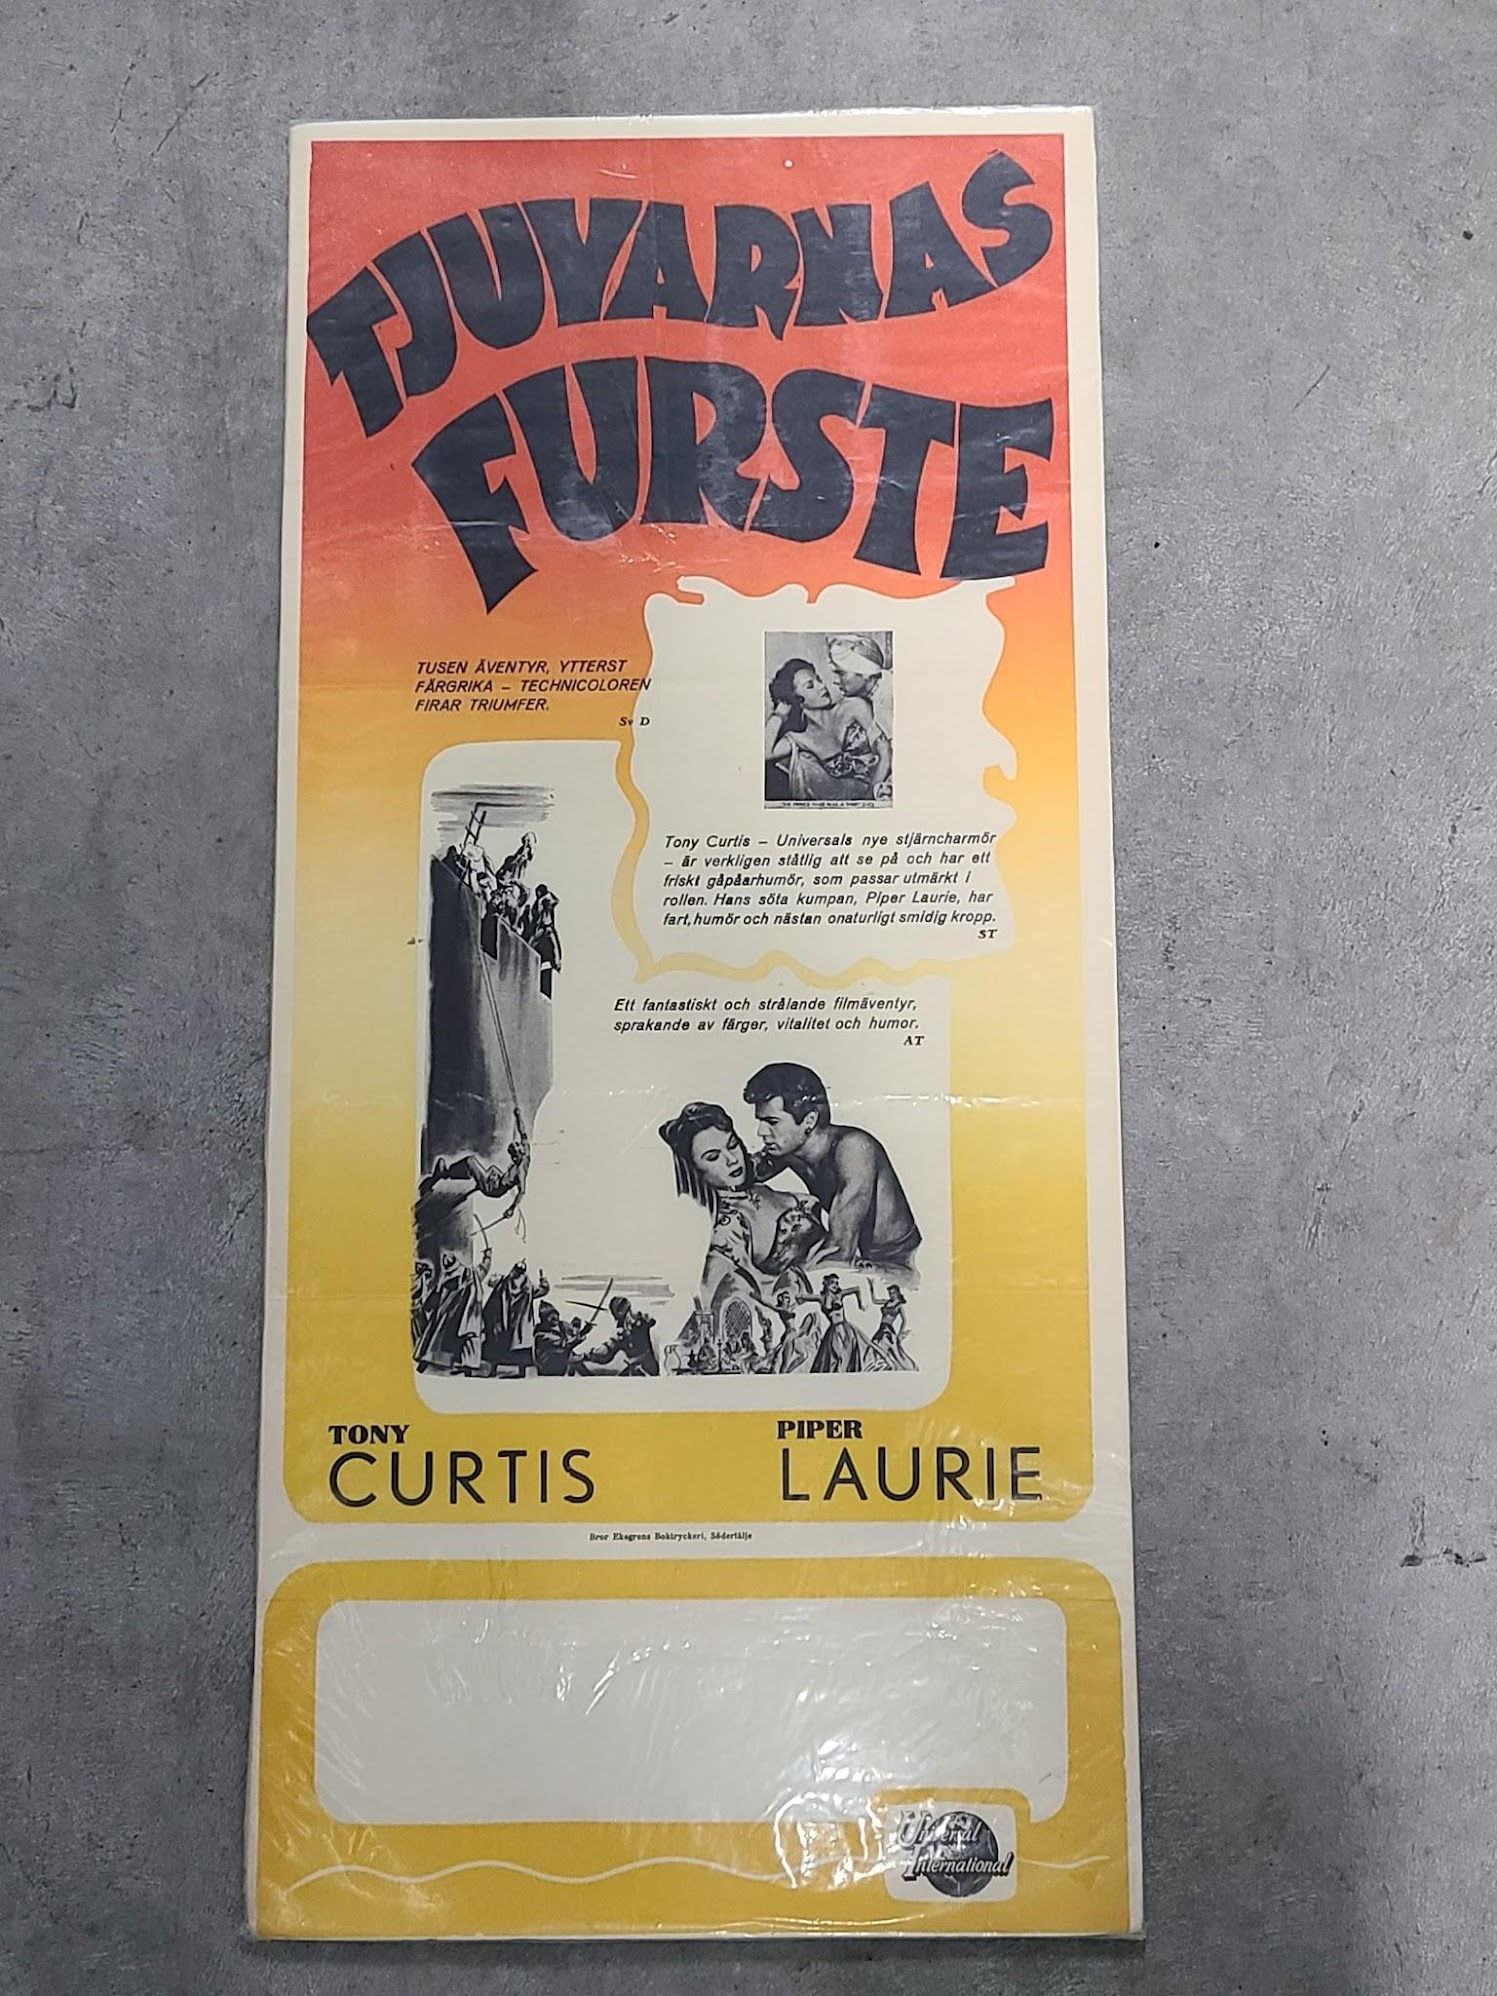 TJUVARNAS
FURSTE
TUSEN ÄVENTYR, YTTERST
FÄRGRIKA – TECHNICOLOREN
FIRAR TRIUMFER.
Sv D
Tony Curtis – Universals nye stjärncharmör
– är verkligen ståtlig att se på och har ett
friskt gåpåarhumör, som passar utmärkt i
rollen. Hans söta kumpan, Piper Laurie, har
fart, humör och nästan onaturligt smidig kropp.
ST
Ett fantastiskt och strålande filmäventyr,
sprakande av färger, vitalitet och humor.
AT
TONY
CURTIS
PIPER
LAURIE
Bror Ekegrens Boktryckeri, Södertälje
Universal
International